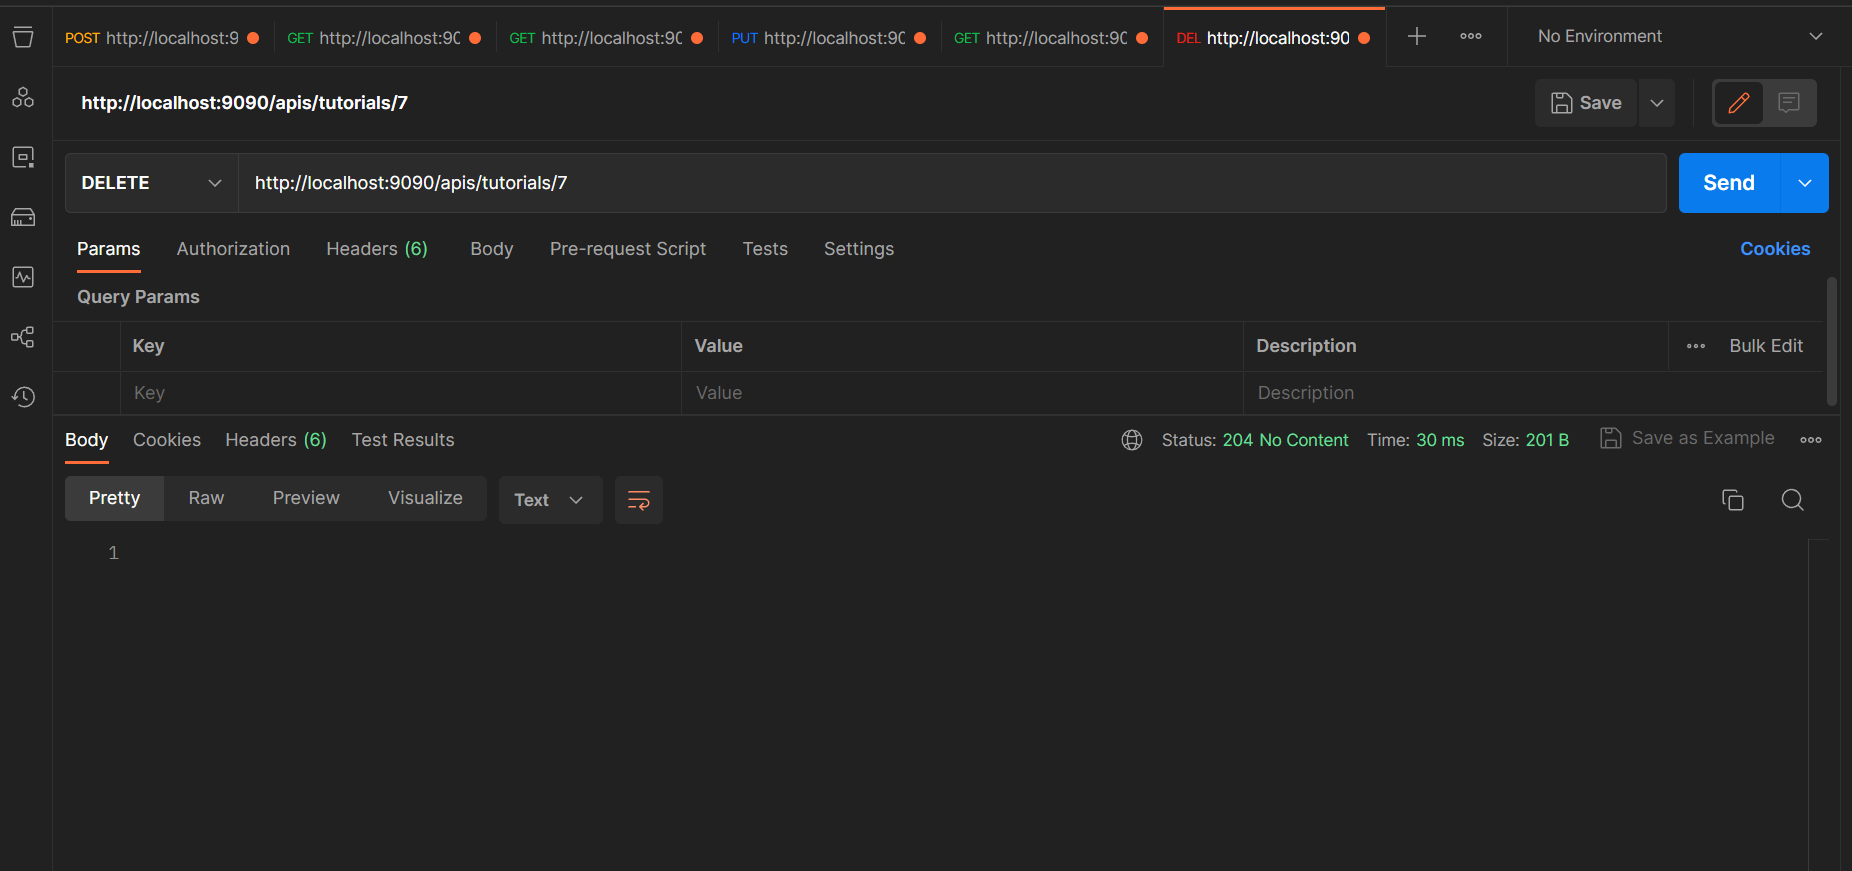 POST http://localhost:9 GET http://localhost:90 GET http://localhost:90 PUT http://localhost:90 GET http://localhost:90 DEL http://localhost:90 No Environment
http://localhost:9090/apis/tutorials/7 Save
DELETE http://localhost:9090/apis/tutorials/7 Send
Params Authorization Headers (6) Body Pre-request Script Tests Settings Cookies
Query Params
Key Value Description Bulk Edit
Key Value Description
Body Cookies Headers (6) Test Results Status: 204 No Content Time: 30 ms Size: 201 B Save as Example
Pretty Raw Preview Visualize Text
1